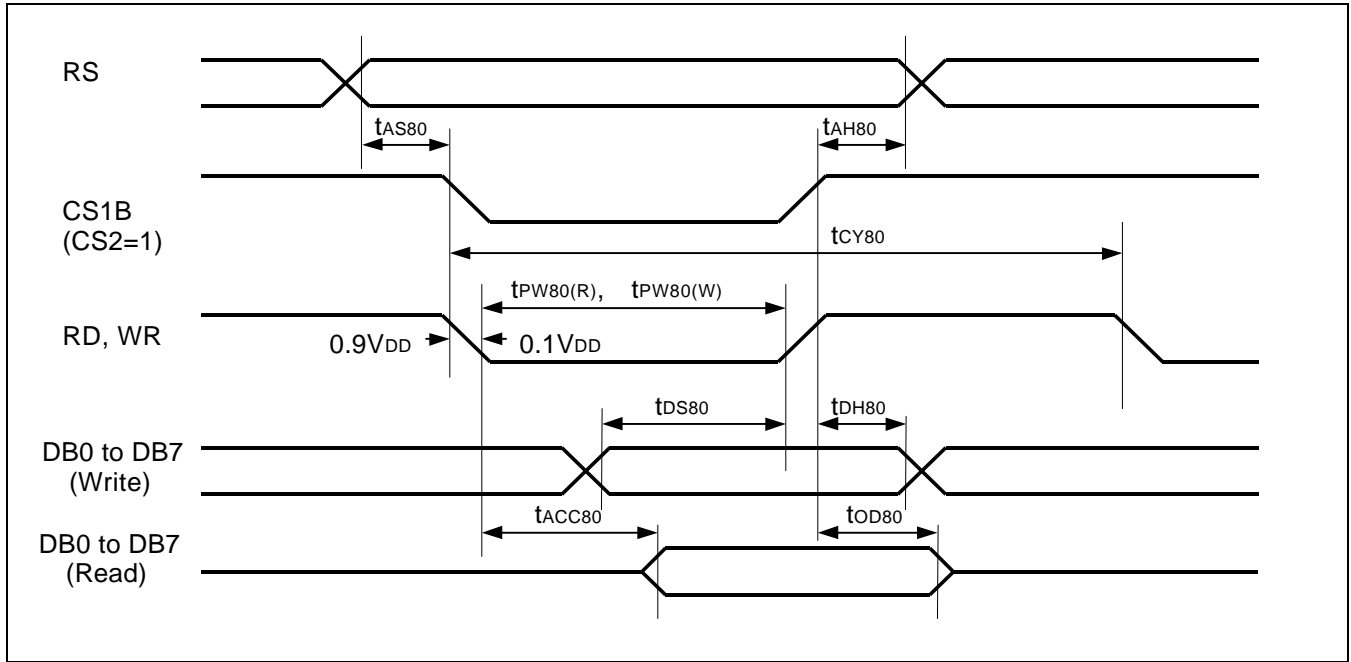 RS
tAS80
tAH80
CS1B
(CS2=1)
tCY80
tPW80(R), tPW80(W)
RD, WR
0.9VDD
0.1VDD
tDS80
tDH80
DB0 to DB7
(Write)
tACC80
tOD80
DB0 to DB7
(Read)